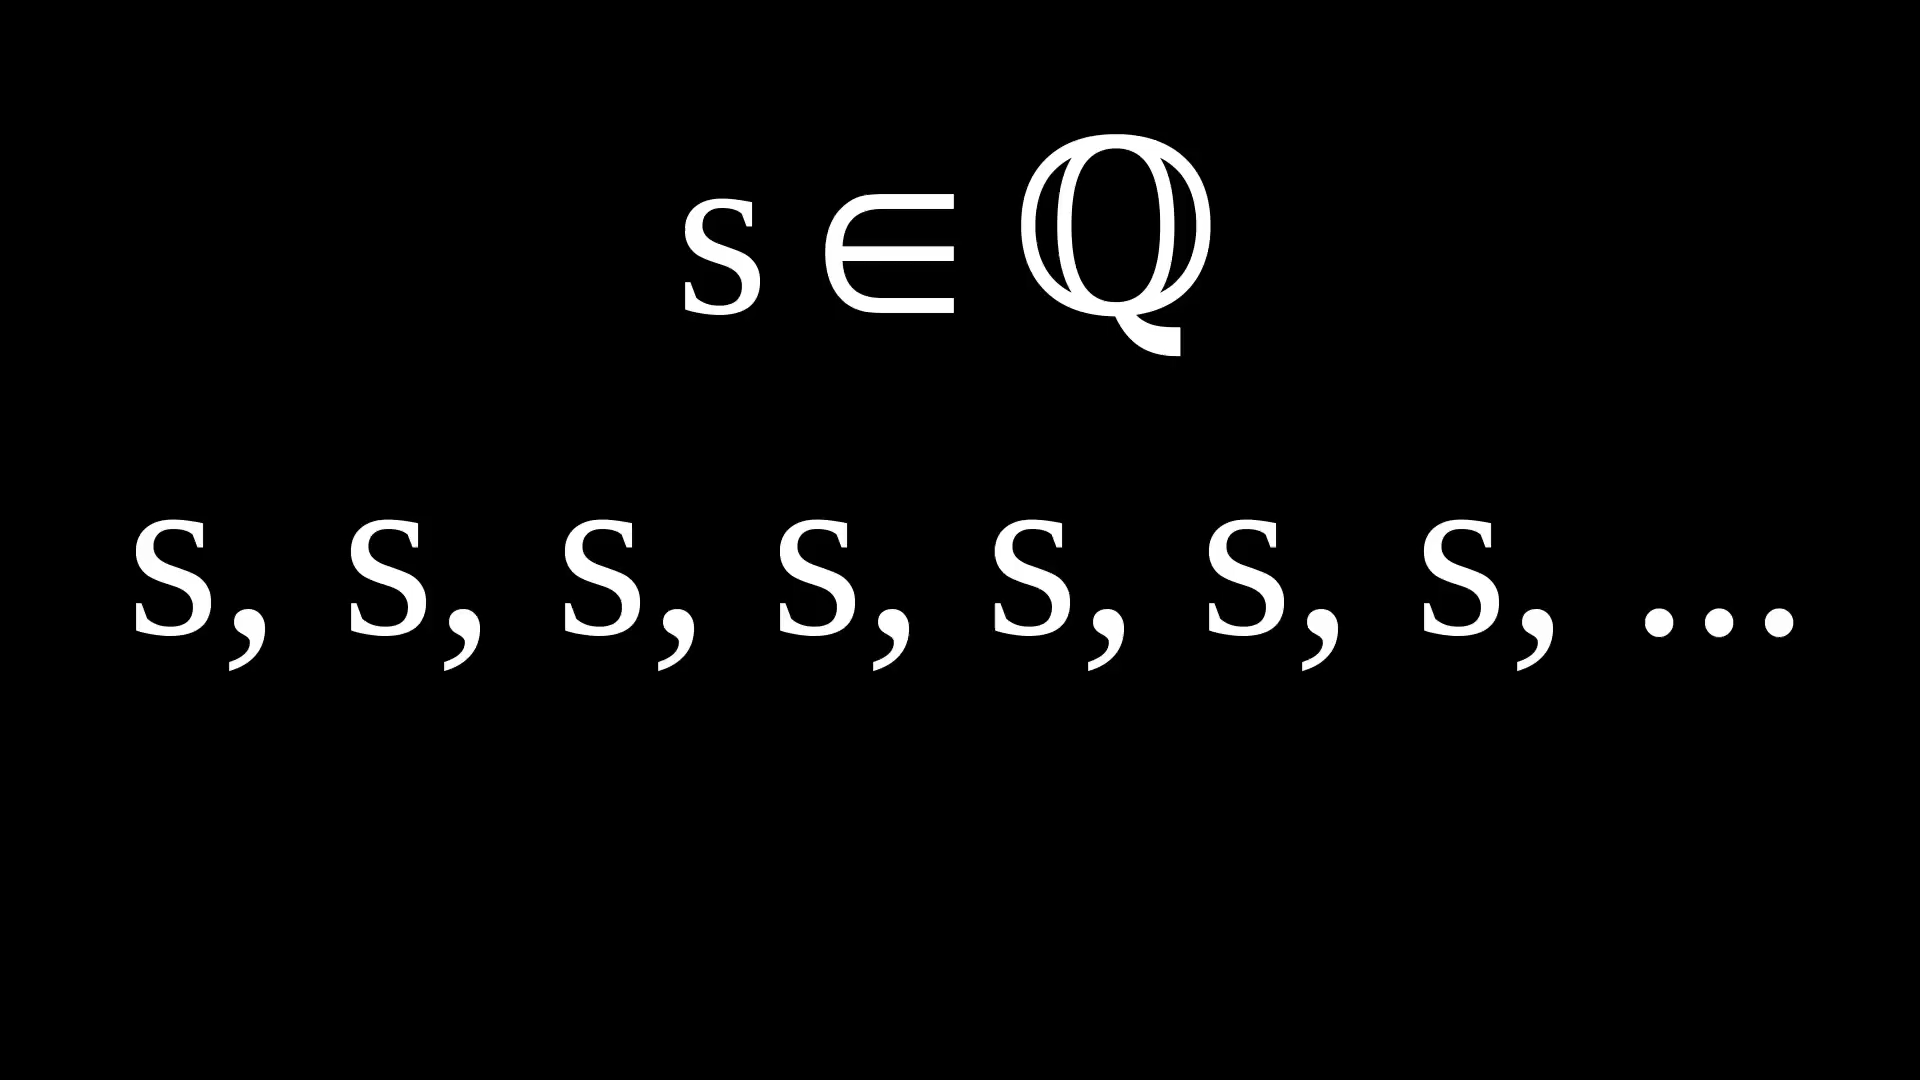 s ∈ ℚ
s, s, s, s, s, s, s, ...